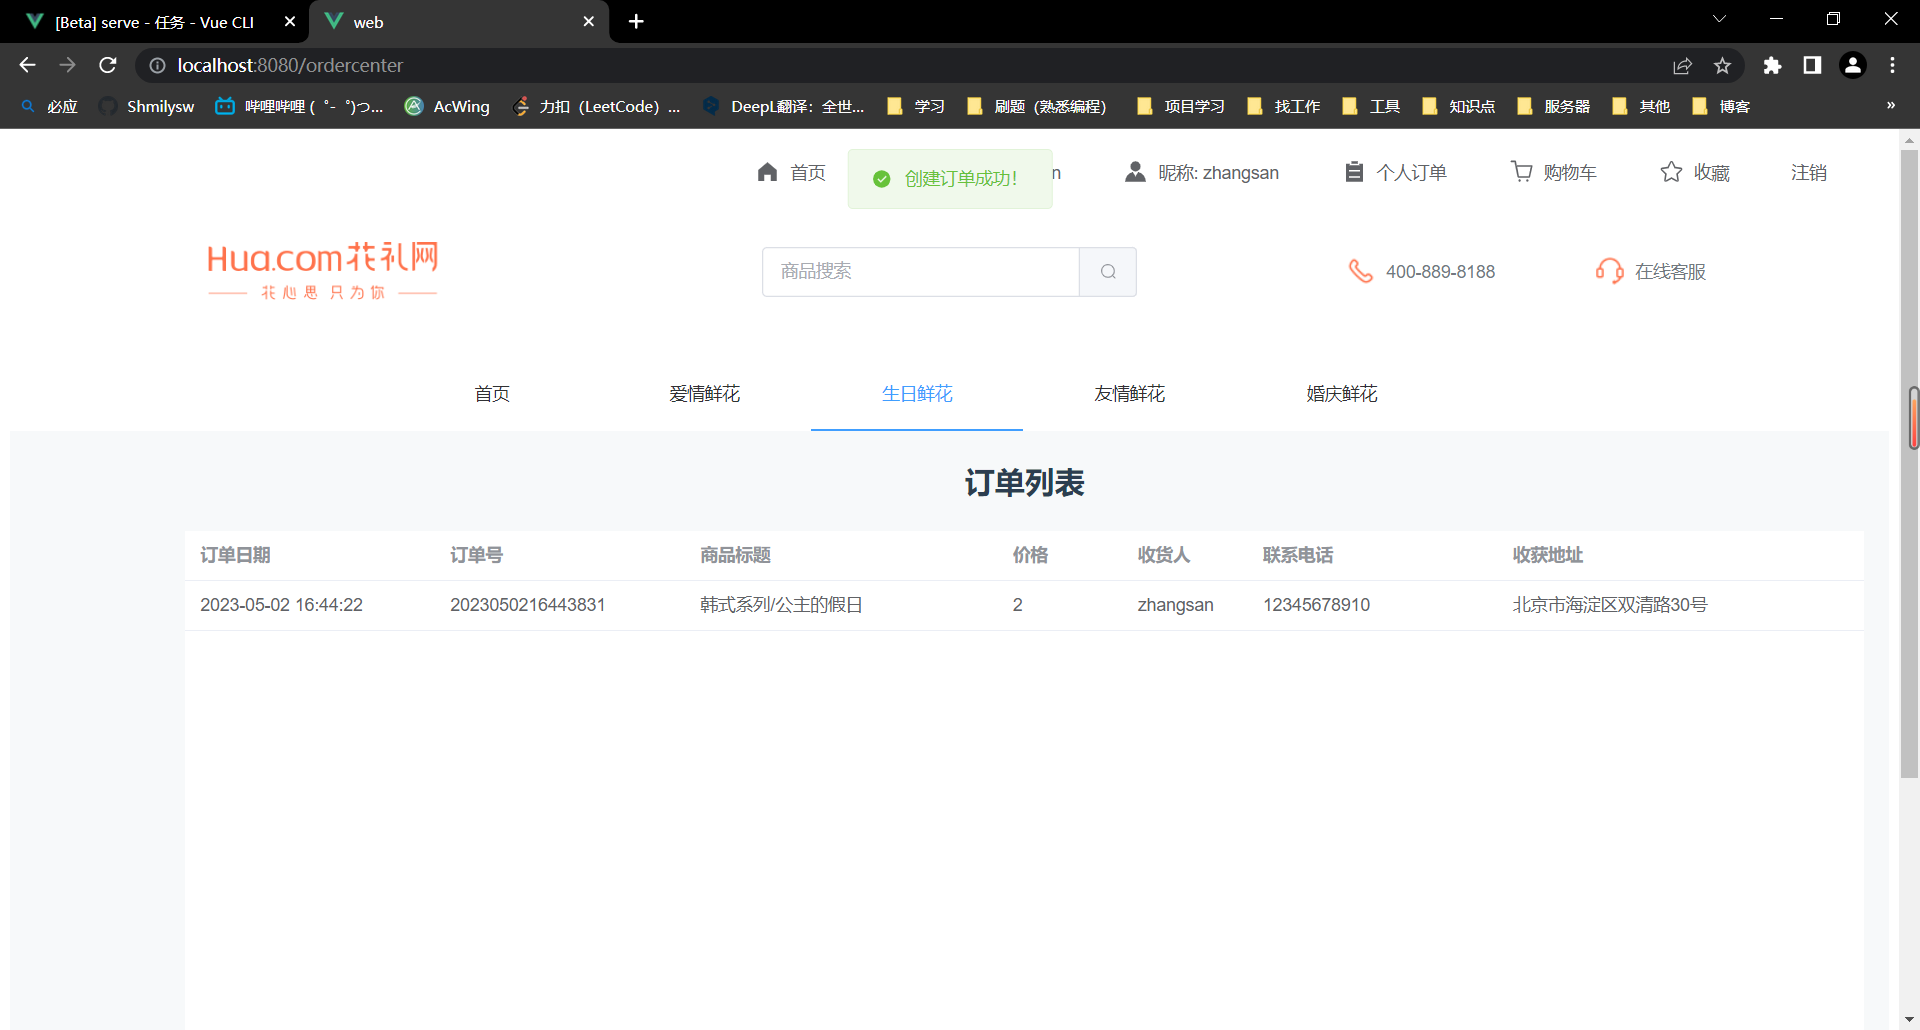 [Beta] serve - 任务 - Vue CLI
web
localhost:8080/ordercenter
必应
Shmilysw
哔哩哔哩 ( ゜- ゜)つ...
AcWing
力扣（LeetCode）...
DeepL翻译：全世...
学习
刷题（熟悉编程）
项目学习
找工作
工具
知识点
服务器
其他
博客
»
首页
创建订单成功！
n
昵称: zhangsan
个人订单
购物车
收藏
注销
Hua.com花礼网
花心思 只为你
商品搜索
400-889-8188
在线客服
首页
爱情鲜花
生日鲜花
友情鲜花
婚庆鲜花
订单列表
订单日期 订单号 商品标题 价格 收货人 联系电话 收获地址
2023-05-02 16:44:22 2023050216443831 韩式系列/公主的假日 2 zhangsan 12345678910 北京市海淀区双清路30号